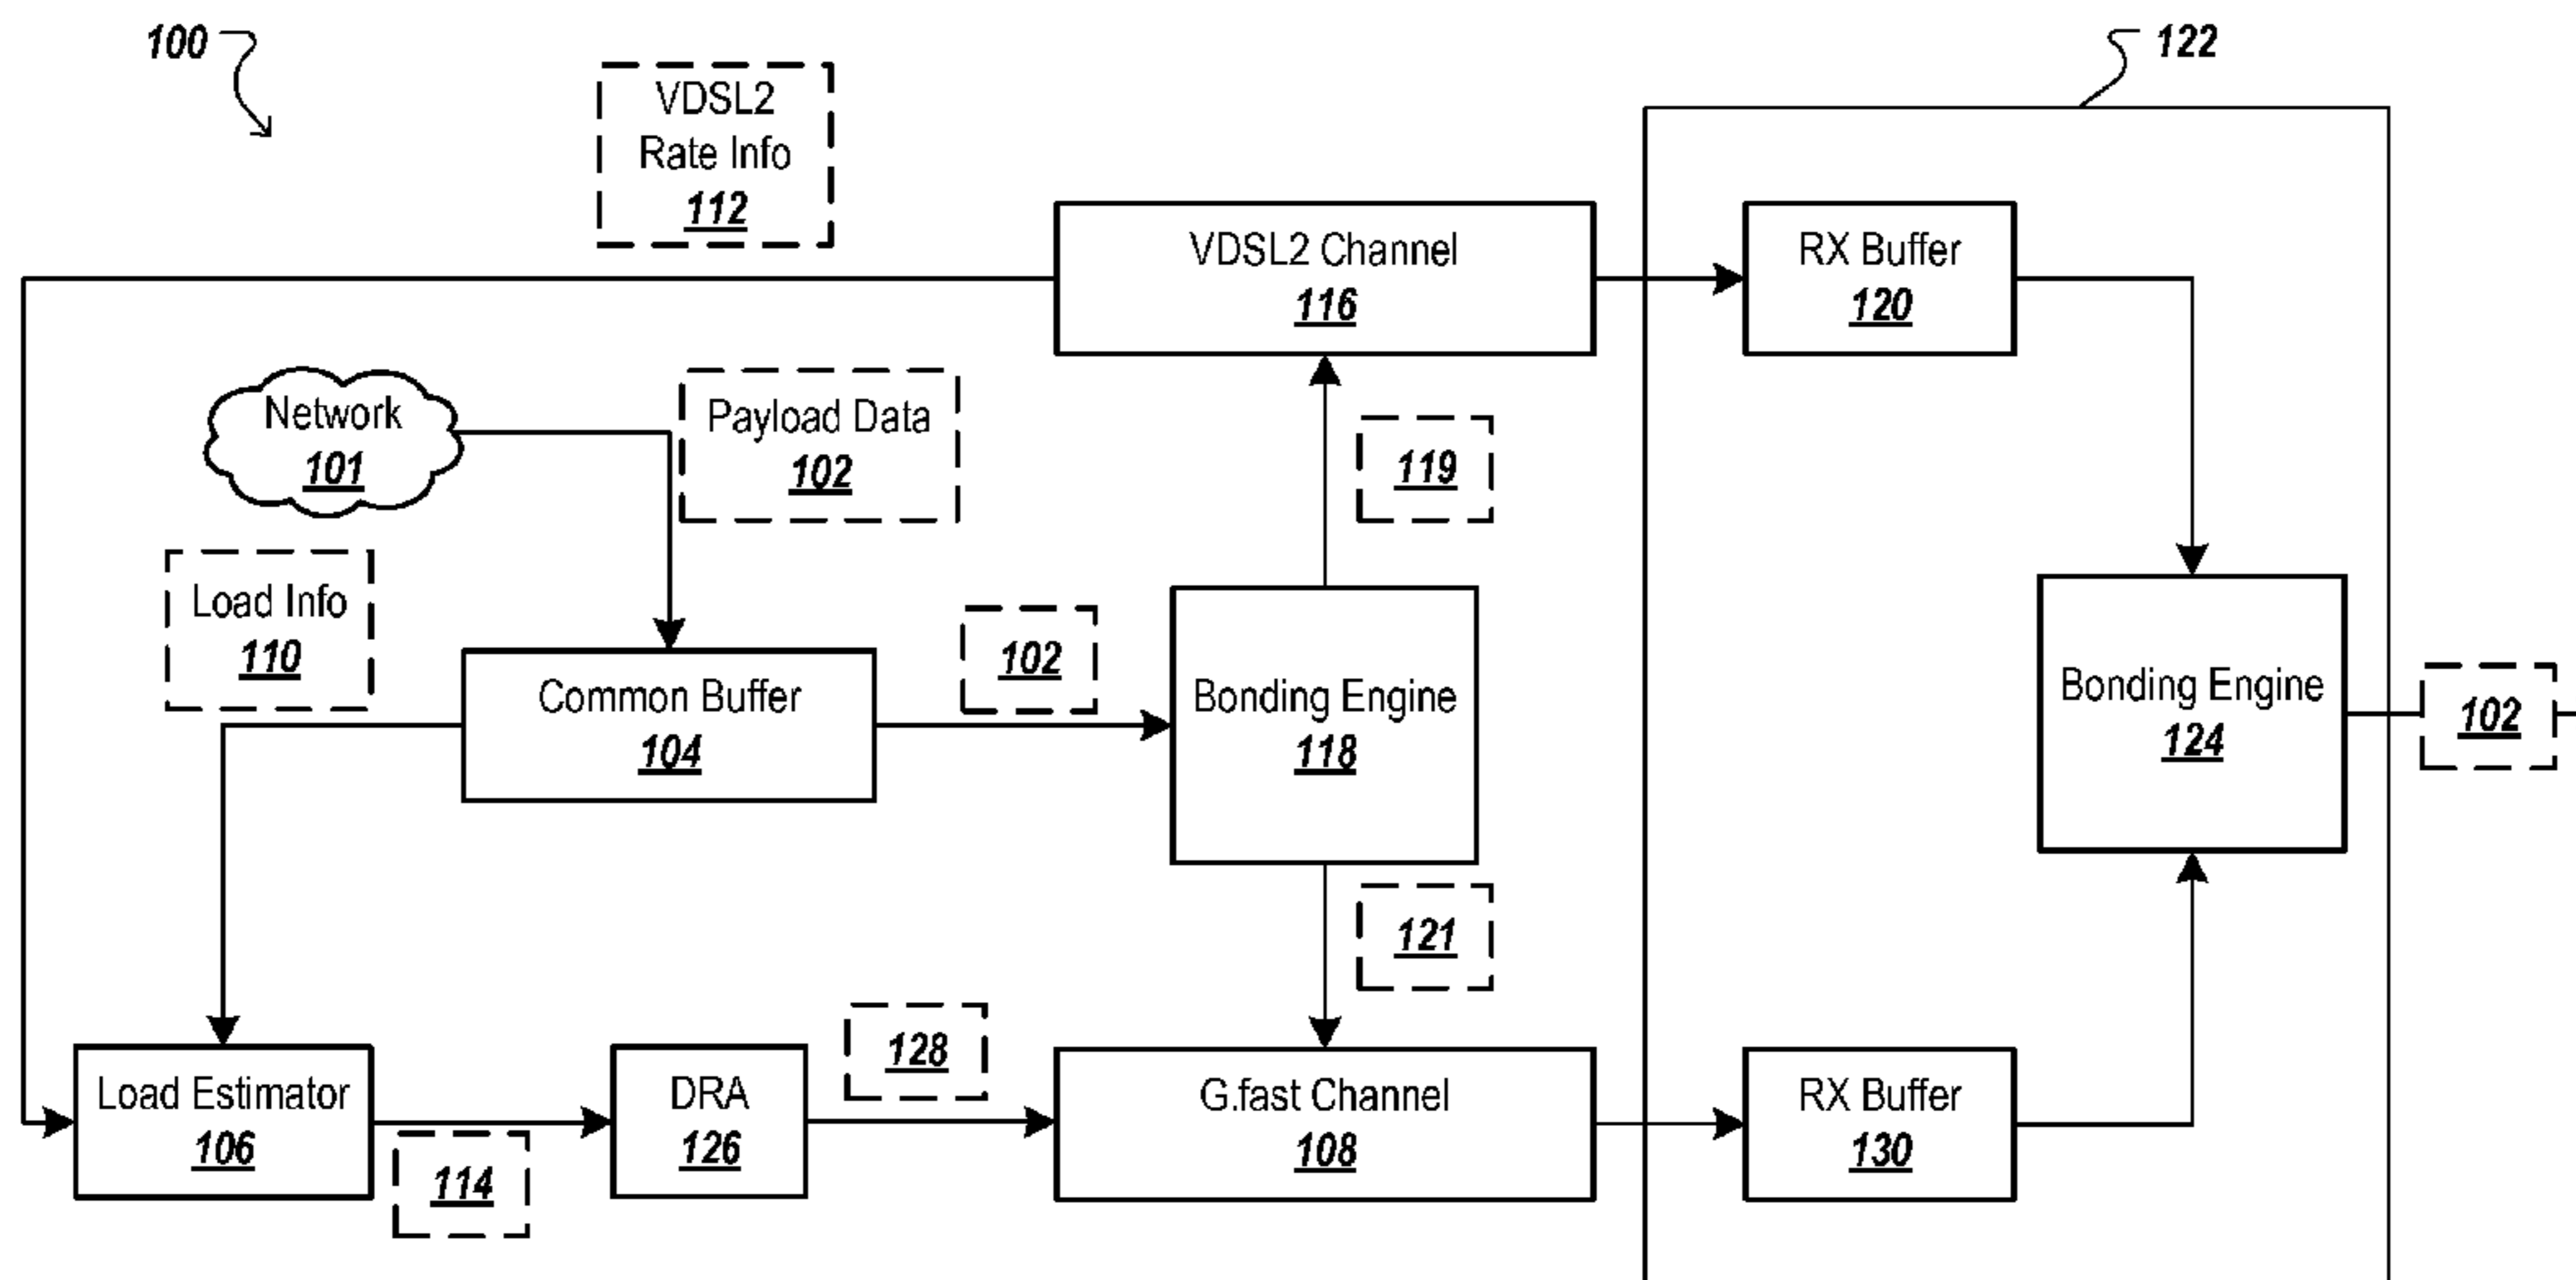 100
122
VDSL2
Rate Info
112
VDSL2 Channel
116
RX Buffer
120
Network
101
Payload Data
102
119
Load Info
110
Common Buffer
104
102
Bonding Engine
118
Bonding Engine
124
102
121
128
Load Estimator
106
114
DRA
126
G.fast Channel
108
RX Buffer
130